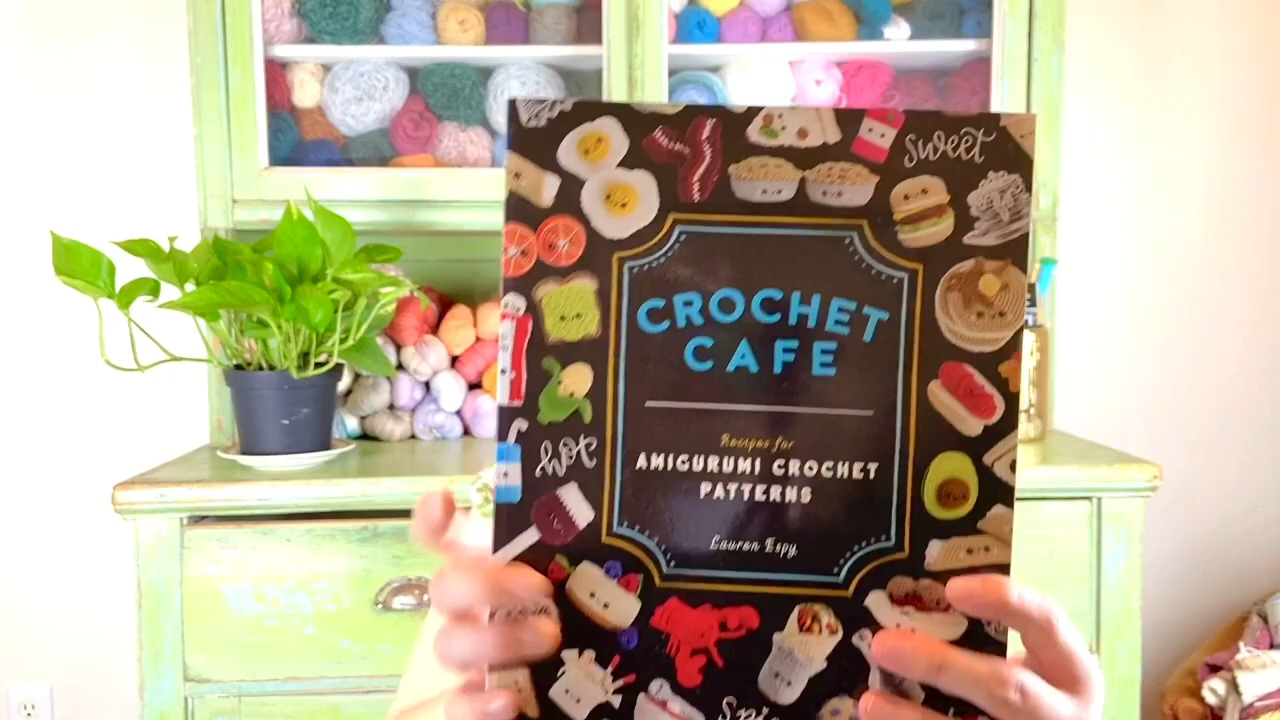 sweet
CROCHET
CAFE
Recipes for
AMIGURUMI CROCHET
PATTERNS
hot
Lauren Espy